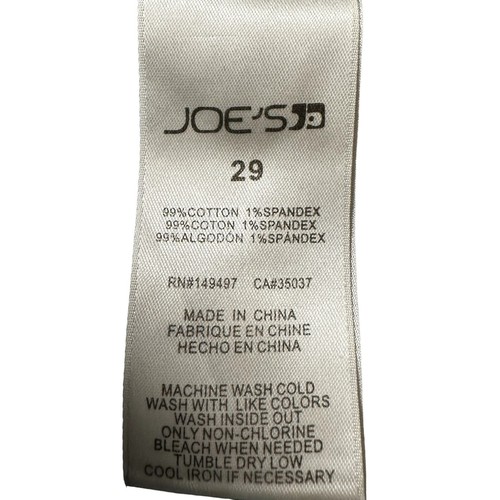 JOE'S
29
99%COTTON 1%SPANDEX
99%COTON 1%SPANDEX
99%ALGODÓN 1%SPÁNDEX
RN#149497 CA#35037
MADE IN CHINA
FABRIQUE EN CHINE
HECHO EN CHINA
MACHINE WASH COLD
WASH WITH LIKE COLORS
WASH INSIDE OUT
ONLY NON-CHLORINE
BLEACH WHEN NEEDED
TUMBLE DRY LOW
COOL IRON IF NECESSARY